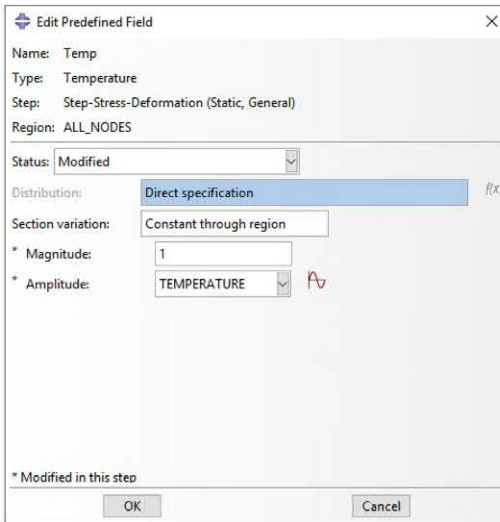 Edit Predefined Field
Name: Temp
Type: Temperature
Step: Step-Stress-Deformation (Static, General)
Region: ALL_NODES
Status: Modified
Distribution: Direct specification f(x
Section variation: Constant through region
* Magnitude: 1
* Amplitude: TEMPERATURE
* Modified in this step
OK Cancel